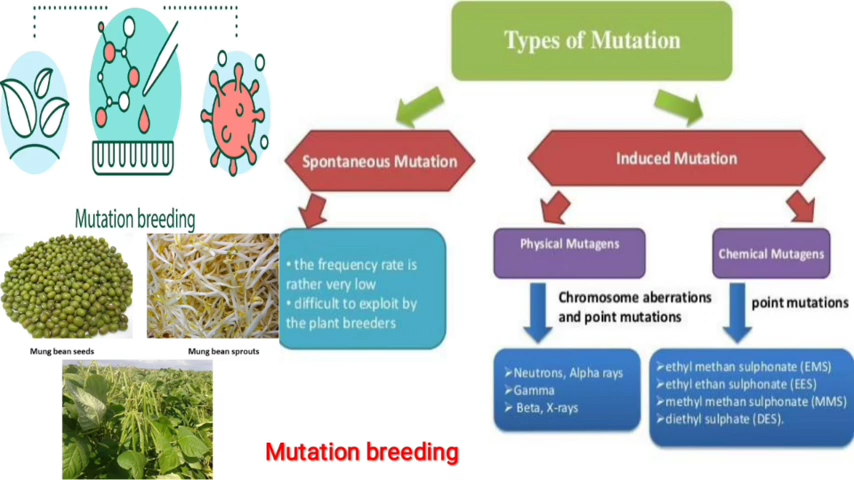 Types of Mutation
Spontaneous Mutation
Induced Mutation
Mutation breeding
• the frequency rate is
rather very low
• difficult to exploit by
the plant breeders
Physical Mutagens
Chemical Mutagens
Chromosome aberrations
and point mutations
point mutations
➢Neutrons, Alpha rays
➢Gamma
➢ Beta, X-rays
➢ethyl methan sulphonate (EMS)
➢ethyl ethan sulphonate (EES)
➢methyl methan sulphonate (MMS)
➢diethyl sulphate (DES).
Mung bean seeds
Mung bean sprouts
Mutation breeding